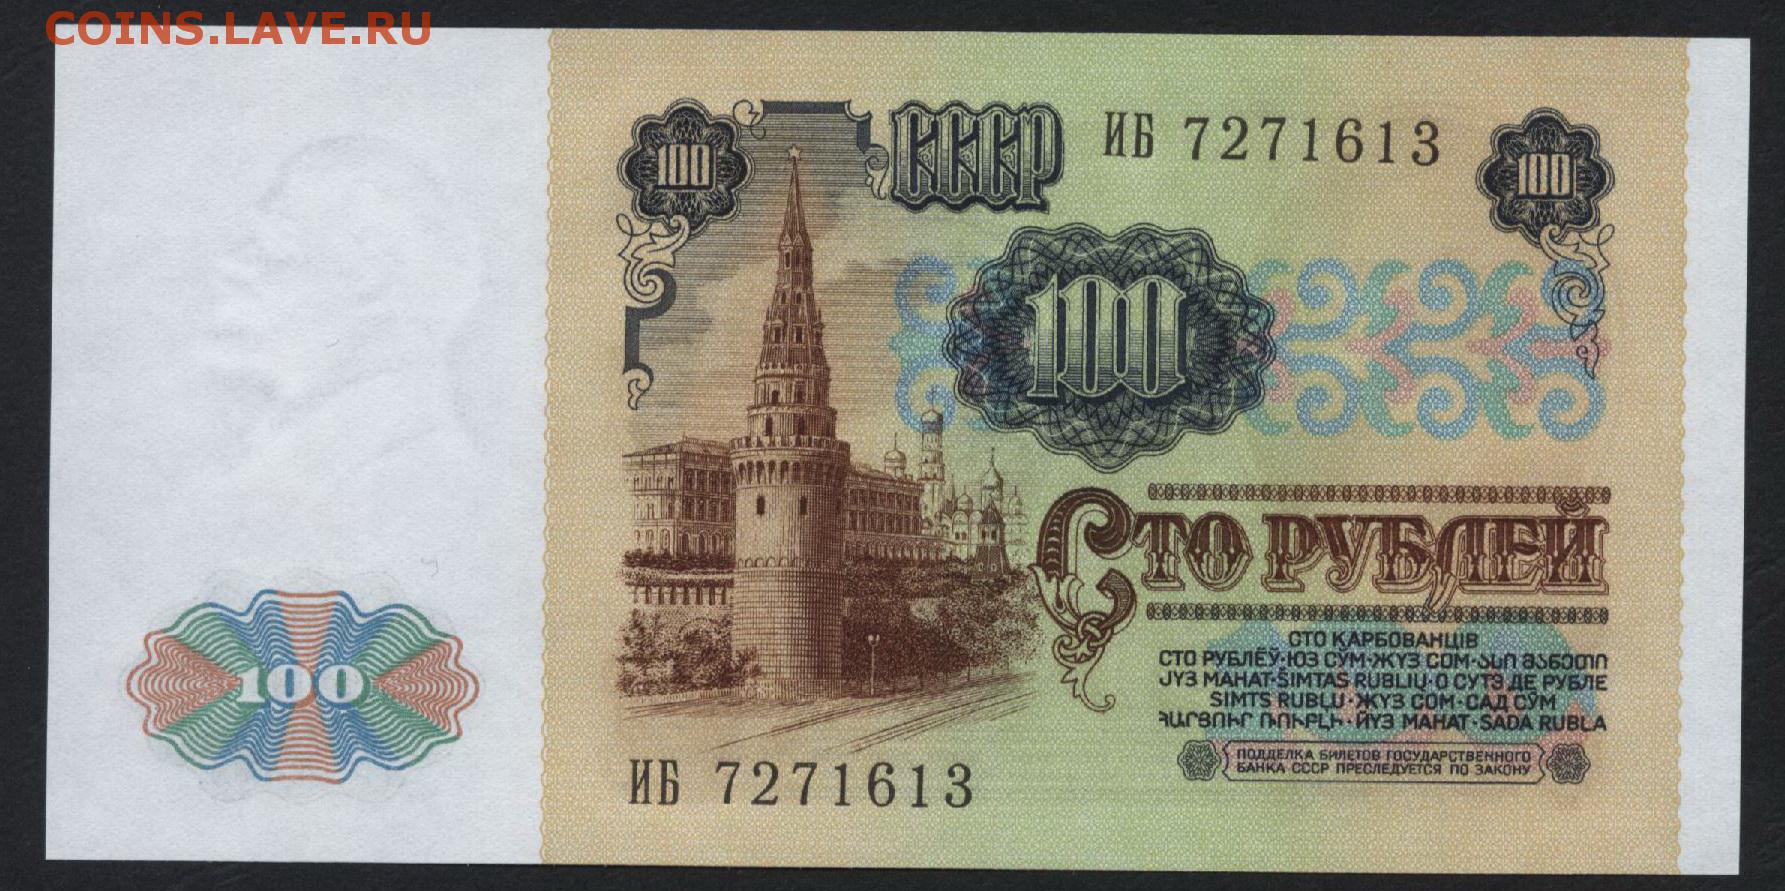 COINS.LAVE.RU
100
СССР
ИБ 7271613
100
100
СТО РУБЛЕЙ
СТО КАРБОВАНЦІВ
СТО РУБЛЁЎ·ЮЗ СЎМ·ЖҮЗ СОМ·ᲐᲡᲘ ᲛᲐᲜᲔᲗᲘ
ЈҮЗ МАНАТ·ŠIMTAS RUBLIŲ·О СУТЭ ДЕ РУБЛЕ
SIMTS RUBĻU·ЖҮЗ СОМ·САД СӮМ
ՀԱՐՅՈՒՐ ՌՈՒԲԼԻ·ЙҮЗ МАНАТ·SADA RUBLA
ПОДДЕЛКА БИЛЕТОВ ГОСУДАРСТВЕННОГО
БАНКА СССР ПРЕСЛЕДУЕТСЯ ПО ЗАКОНУ
100
ИБ 7271613